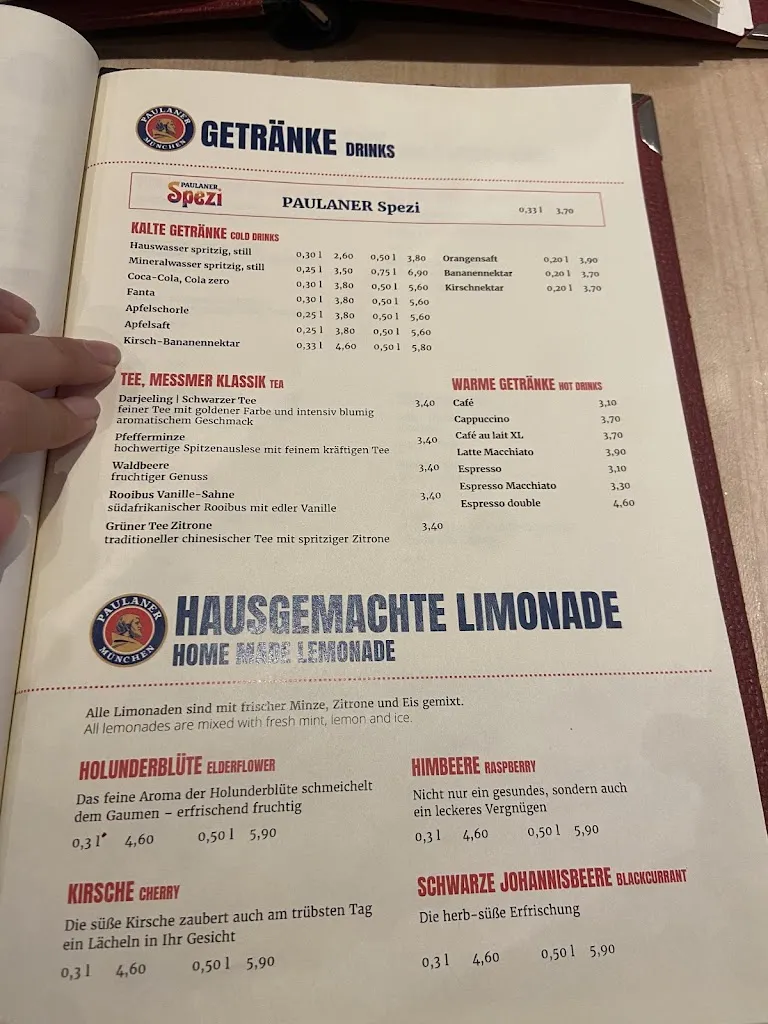 PAULANER MÜNCHEN
GETRÄNKE DRINKS
PAULANER Spezi
PAULANER Spezi 0,33 l 3,70
KALTE GETRÄNKE COLD DRINKS
Hauswasser spritzig, still 0,30 l 2,60 0,50 l 3,80
Mineralwasser spritzig, still 0,25 l 3,50 0,75 l 6,90
Coca-Cola, Cola zero 0,30 l 3,80 0,50 l 5,60
Fanta 0,30 l 3,80 0,50 l 5,60
Apfelschorle 0,25 l 3,80 0,50 l 5,60
Apfelsaft 0,25 l 3,80 0,50 l 5,60
Kirsch-Bananennektar 0,33 l 4,60 0,50 l 5,80
Orangensaft 0,20 l 3,90
Bananennektar 0,20 l 3,70
Kirschnektar 0,20 l 3,70
TEE, MESSMER KLASSIK TEA
Darjeeling | Schwarzer Tee 3,40
feiner Tee mit goldener Farbe und intensiv blumig
aromatischem Geschmack
Pfefferminze 3,40
hochwertige Spitzenauslese mit feinem kräftigen Tee
Waldbeere 3,40
fruchtiger Genuss
Rooibus Vanille-Sahne 3,40
südafrikanischer Rooibus mit edler Vanille
Grüner Tee Zitrone 3,40
traditioneller chinesischer Tee mit spritziger Zitrone
WARME GETRÄNKE HOT DRINKS
Café 3,10
Cappuccino 3,70
Café au lait XL 3,70
Latte Macchiato 3,90
Espresso 3,10
Espresso Macchiato 3,30
Espresso double 4,60
PAULANER MÜNCHEN
HAUSGEMACHTE LIMONADE
HOME MADE LEMONADE
Alle Limonaden sind mit frischer Minze, Zitrone und Eis gemixt.
All lemonades are mixed with fresh mint, lemon and ice.
HOLUNDERBLÜTE ELDERFLOWER
Das feine Aroma der Holunderblüte schmeichelt
dem Gaumen – erfrischend fruchtig
0,3 l 4,60 0,50 l 5,90
HIMBEERE RASPBERRY
Nicht nur ein gesundes, sondern auch
ein leckeres Vergnügen
0,3 l 4,60 0,50 l 5,90
KIRSCHE CHERRY
Die süße Kirsche zaubert auch am trübsten Tag
ein Lächeln in Ihr Gesicht
0,3 l 4,60 0,50 l 5,90
SCHWARZE JOHANNISBEERE BLACKCURRANT
Die herb-süße Erfrischung
0,3 l 4,60 0,50 l 5,90